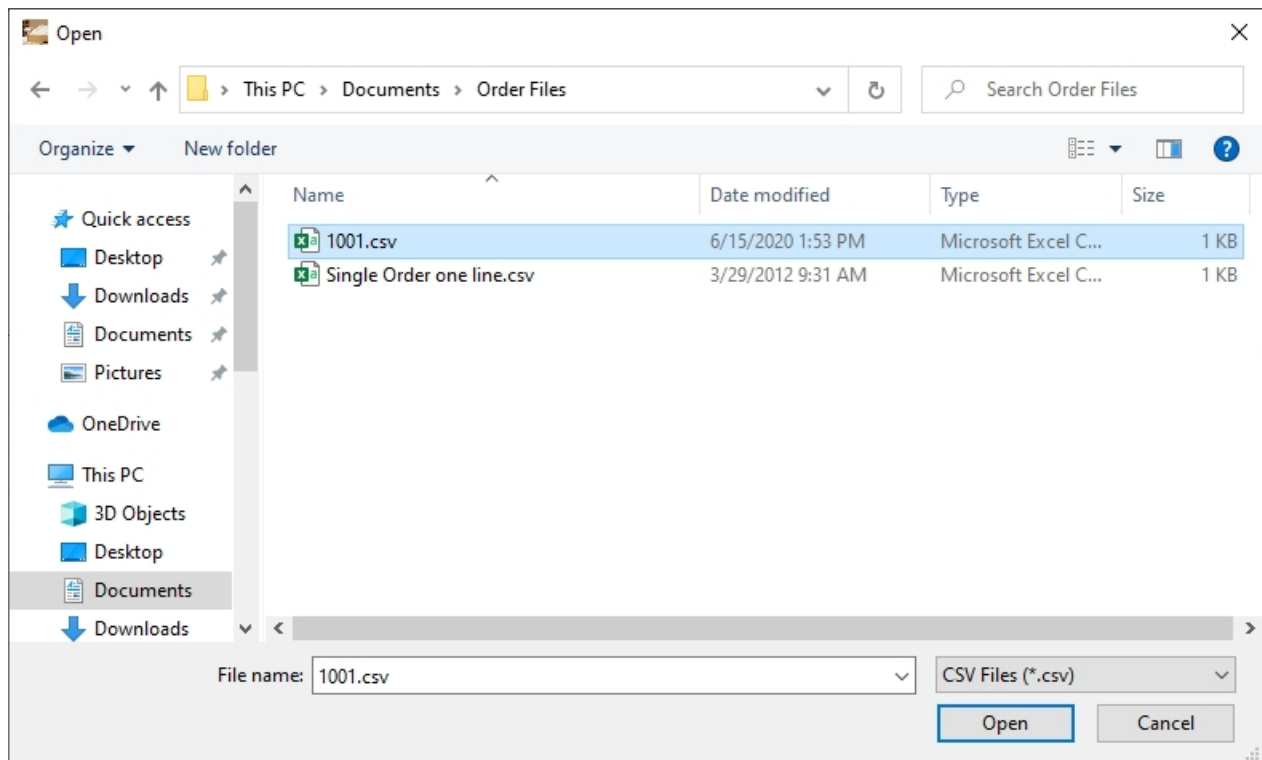 Open
This PC > Documents > Order Files
Search Order Files
Organize
New folder
Name Date modified Type Size
Quick access
Desktop
Downloads
Documents
Pictures
OneDrive
This PC
3D Objects
Desktop
Documents
Downloads
1001.csv 6/15/2020 1:53 PM Microsoft Excel C... 1 KB
Single Order one line.csv 3/29/2012 9:31 AM Microsoft Excel C... 1 KB
File name: 1001.csv CSV Files (*.csv)
Open Cancel